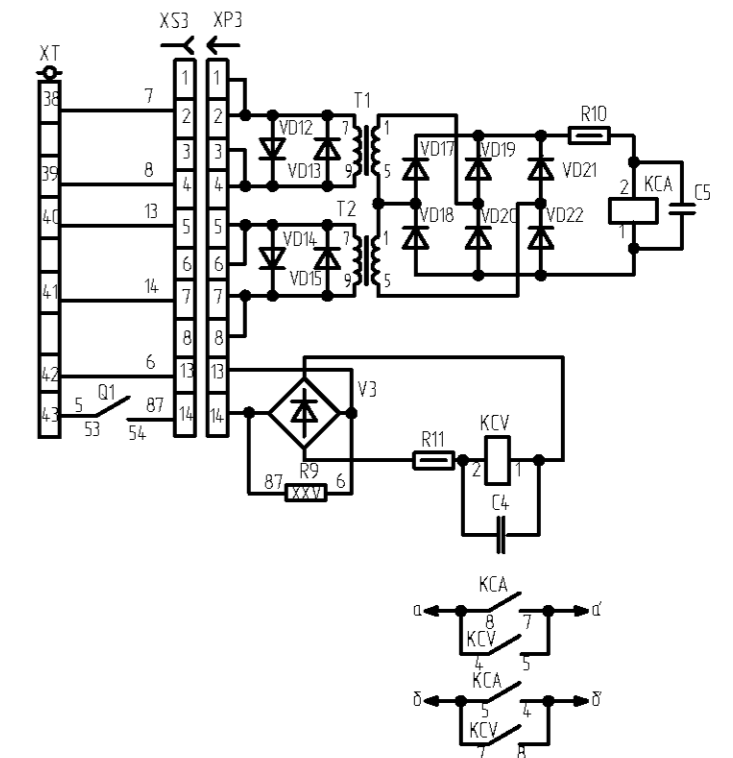 XS3 XP3
XT
38 7 1 1
2 2
T1
R10
VD12
7 1
VD17 VD19
39 8 3 3
VD13
9 5
VD21
2 KCA C5
4 4
40 13 5 5
T2
VD14
7 1
VD18 VD20 VD22
1
6 6
VD15
9 5
41 14 7 7
8 8
42 6 13 13
V3
43 5 Q1 87 14 14
53 54
KCV
R11
2 1
R9
87 XXV 6
C4
KCA
а а'
8 7
KCV
4 5
KCA
δ δ'
5 4
KCV
7 8